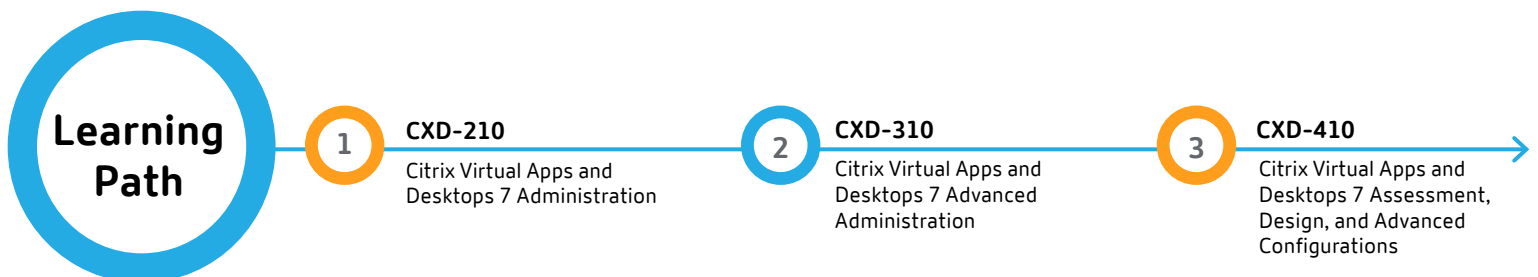 Learning
Path
1
CXD-210
Citrix Virtual Apps and
Desktops 7 Administration
2
CXD-310
Citrix Virtual Apps and
Desktops 7 Advanced
Administration
3
CXD-410
Citrix Virtual Apps and
Desktops 7 Assessment,
Design, and Advanced
Configurations